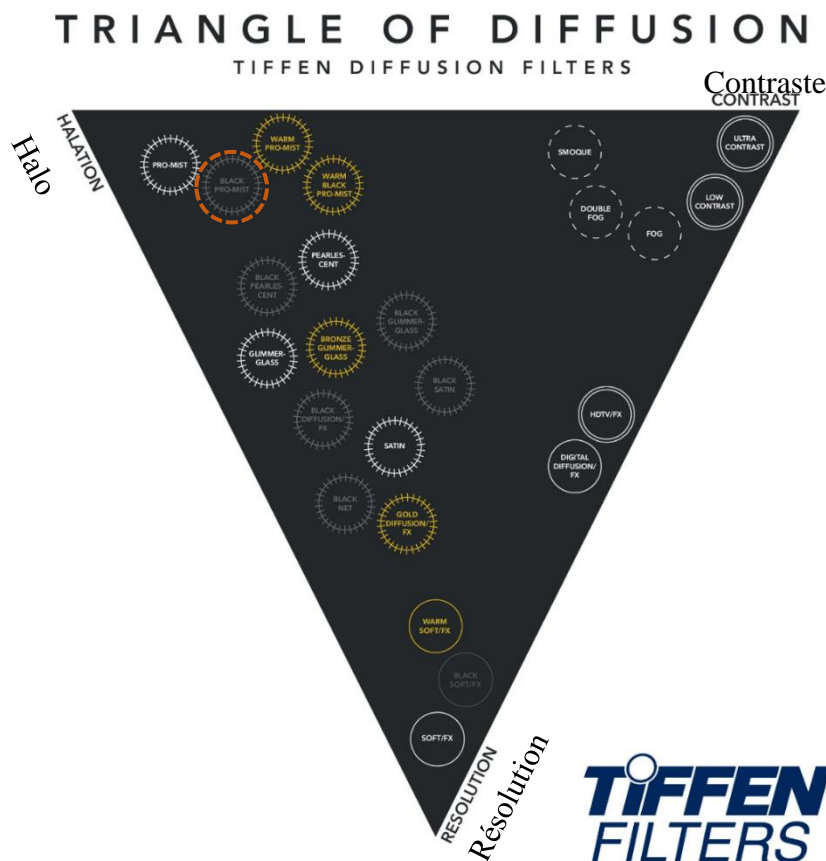 TRIANGLE OF DIFFUSION
TIFFEN DIFFUSION FILTERS
Contraste
CONTRAST
HALATION
Halo
PRO-MIST
BLACK
PRO-MIST
WARM
PRO-MIST
WARM
BLACK
PRO-MIST
SMOQUE
ULTRA
CONTRAST
DOUBLE
FOG
FOG
LOW
CONTRAST
PEARLES-
CENT
BLACK
PEARLES-
CENT
BLACK
GLIMMER-
GLASS
GLIMMER-
GLASS
BRONZE
GLIMMER-
GLASS
BLACK
SATIN
BLACK
DIFFUSION/
FX
SATIN
HDTV/FX
DIGITAL
DIFFUSION/
FX
BLACK
NET
GOLD
DIFFUSION/
FX
WARM
SOFT/FX
BLACK
SOFT/FX
SOFT/FX
RESOLUTION
Résolution
TIFFEN
FILTERS